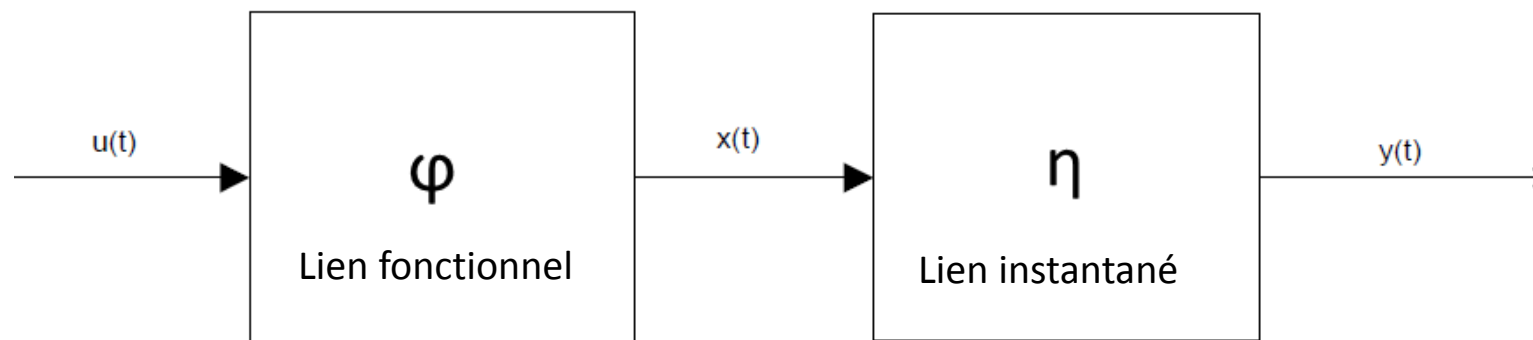 u(t)
φ
Lien fonctionnel
x(t)
η
Lien instantané
y(t)